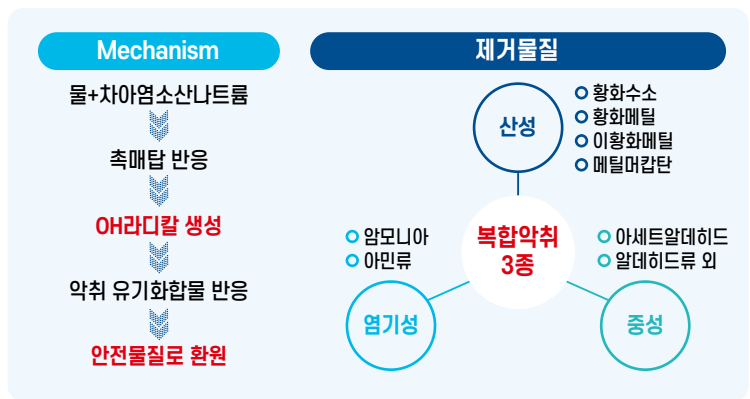 Mechanism
물+차아염소산나트륨
촉매탑 반응
OH라디칼 생성
악취 유기화합물 반응
안전물질로 환원
제거물질
산성
황화수소
황화메틸
이황화메틸
메틸머캅탄
복합악취
3종
암모니아
아민류
염기성
아세트알데히드
알데히드류 외
중성